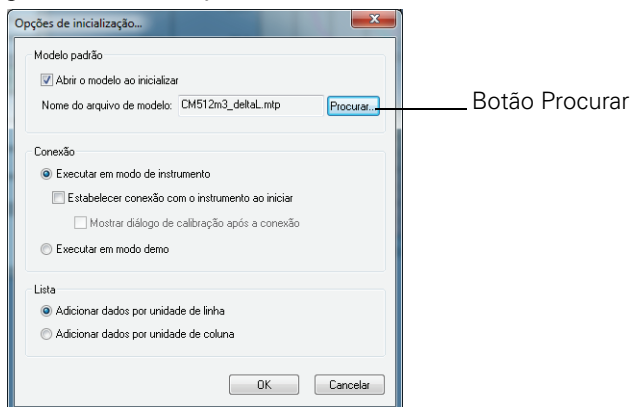 Opções de inicialização...
Modelo padrão
Abrir o modelo ao inicializar
Nome do arquivo de modelo: CM512m3_deltaL.mtp Procurar... Botão Procurar
Conexão
Executar em modo de instrumento
Estabelecer conexão com o instrumento ao iniciar
Mostrar diálogo de calibração após a conexão
Executar em modo demo
Lista
Adicionar dados por unidade de linha
Adicionar dados por unidade de coluna
OK Cancelar